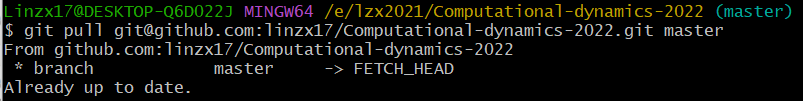 Linzx17@DESKTOP-Q6DO22J MINGW64 /e/lzx2021/Computational-dynamics-2022 (master)
$ git pull git@github.com:linzx17/Computational-dynamics-2022.git master
From github.com:linzx17/Computational-dynamics-2022
 * branch            master     -> FETCH_HEAD
Already up to date.